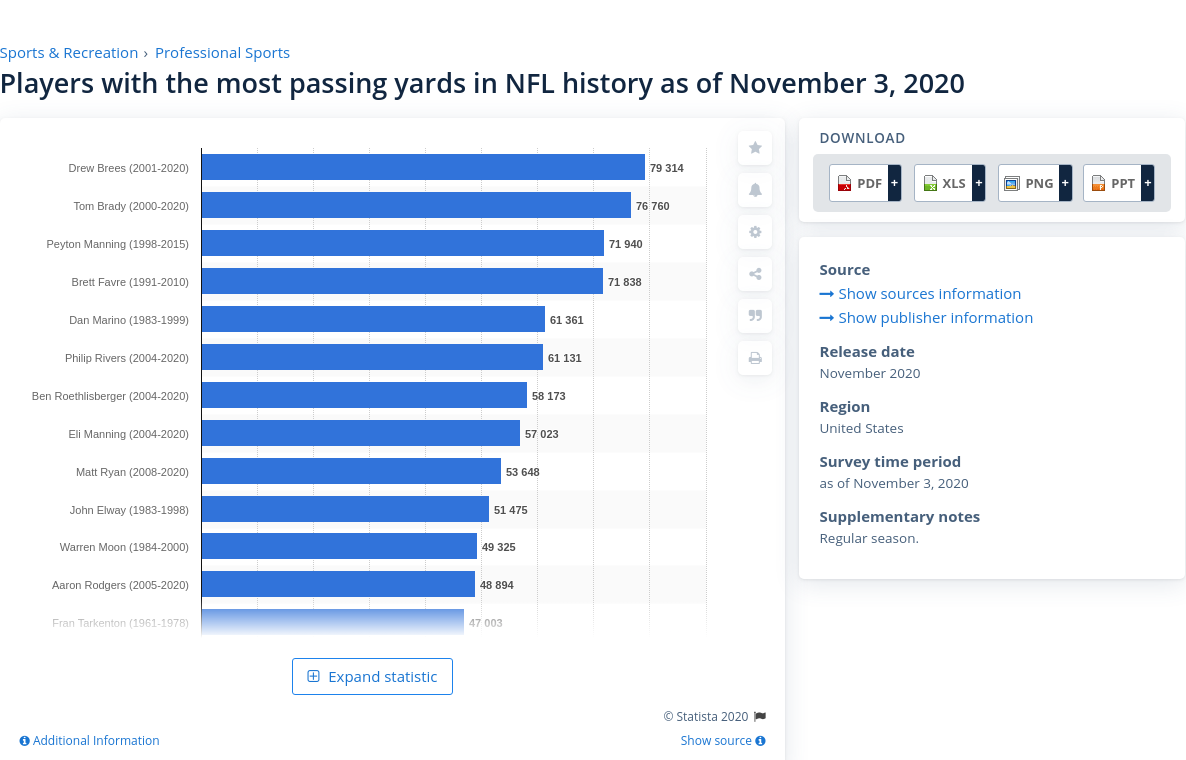 Sports & Recreation › Professional Sports
Players with the most passing yards in NFL history as of November 3, 2020
Drew Brees (2001-2020) 79 314
Tom Brady (2000-2020) 76 760
Peyton Manning (1998-2015) 71 940
Brett Favre (1991-2010) 71 838
Dan Marino (1983-1999) 61 361
Philip Rivers (2004-2020) 61 131
Ben Roethlisberger (2004-2020) 58 173
Eli Manning (2004-2020) 57 023
Matt Ryan (2008-2020) 53 648
John Elway (1983-1998) 51 475
Warren Moon (1984-2000) 49 325
Aaron Rodgers (2005-2020) 48 894
Fran Tarkenton (1961-1978) 47 003
Expand statistic
© Statista 2020
Additional Information
Show source
DOWNLOAD
PDF + XLS + PNG + PPT +
Source
Show sources information
Show publisher information
Release date
November 2020
Region
United States
Survey time period
as of November 3, 2020
Supplementary notes
Regular season.